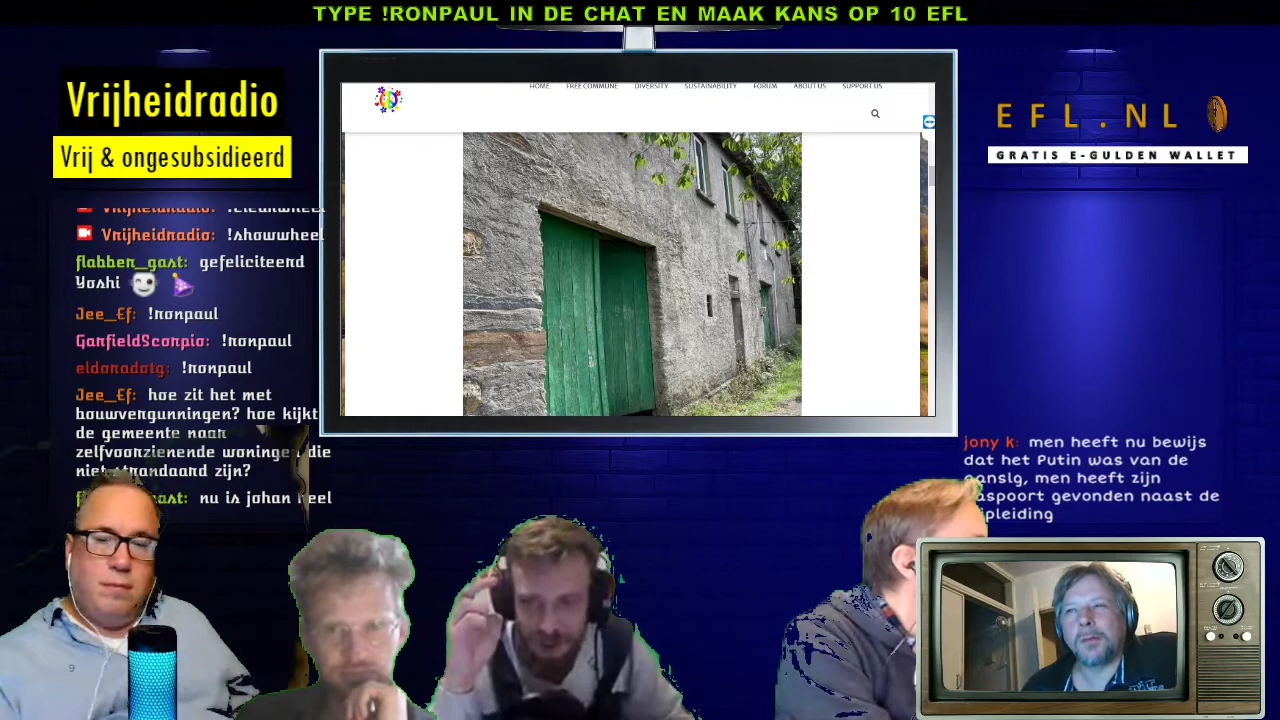 TYPE !RONPAUL IN DE CHAT EN MAAK KANS OP 10 EFL
Vrijheidradio
Vrij & ongesubsidieerd
HOME FREE COMMUNE DIVERSITY SUSTAINABILITY FORUM ABOUT US SUPPORT US
EFL.NL
GRATIS E-GULDEN WALLET
Vrijheidradio:
Vrijheidradio: !showwheel
flabber_gast: gefeliciteerd
Yoshi
Jee_Ef: !ronpaul
GarfieldScorpio: !ronpaul
eldoradotg: !ronpaul
Jee_Ef: hoe zit het met
bouwvergunningen? hoe kijkt
de gemeente naar
zelfvoorzienende woningen die
niet strandaard zijn?
nu is johan heel
jony k: men heeft nu bewijs
dat het Putin was van de
men heeft zijn
gevonden naast de
9